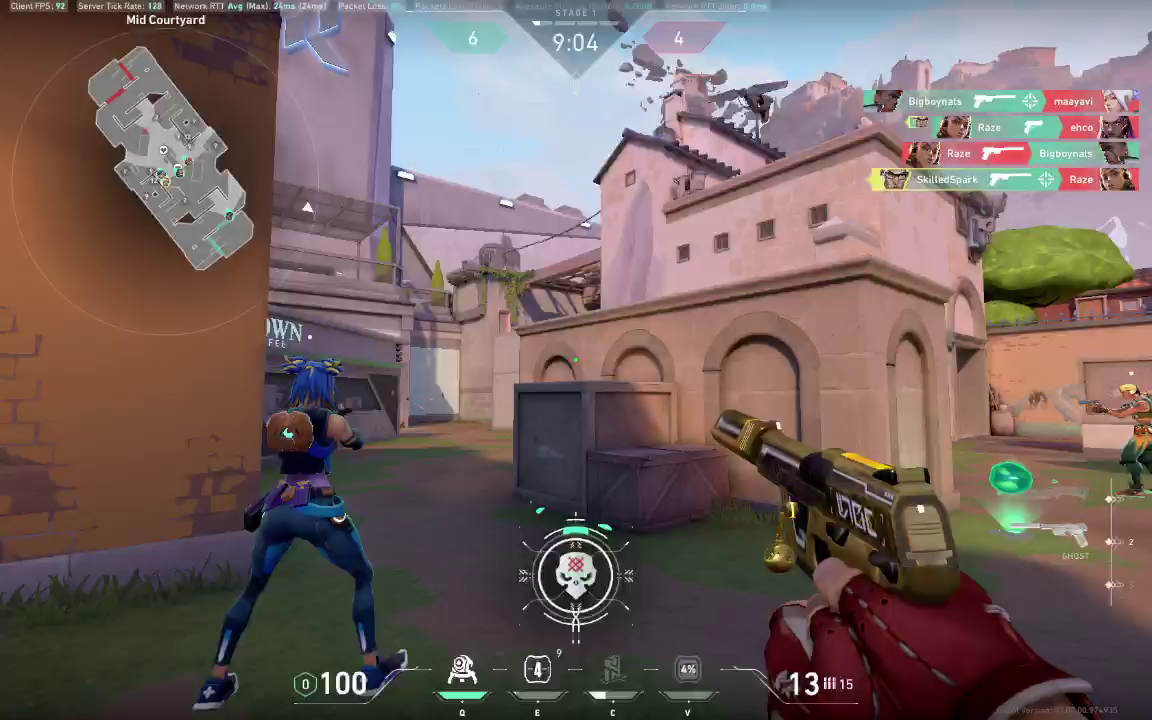 Client FPS: 92 Server Tick Rate: 128 Network RTT Avg (Max): 24ms (24ms) Packet Loss:
Mid Courtyard
STAGE 1
6 9:04 4
Bigboynats maayavi
Raze ehco
Raze Bigboynats
SkilledSpark Raze
OWN
FEE
2
GHOST
0 100
4 9
4%
13 15
Q E C V